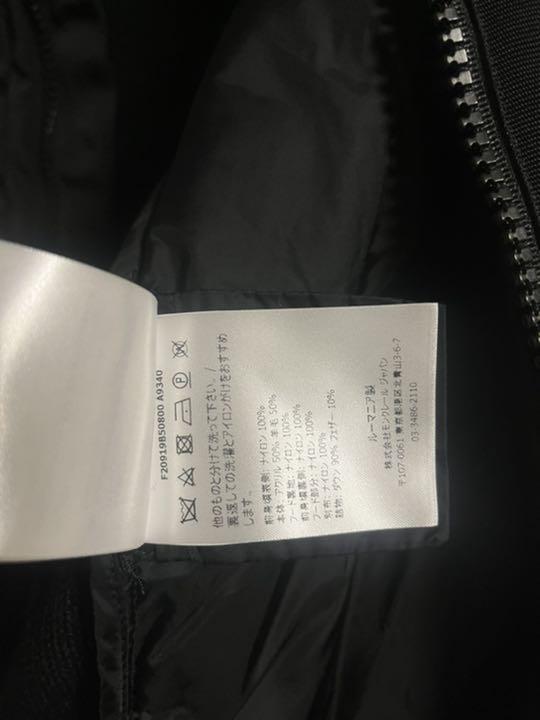 F20919B50800 A9340
他のものと分けて洗って下さい。/
裏返しての洗濯とアイロンがけをおすすめ
します。
前身頃表側: ナイロン 100%
本体: アクリル 50% 羊毛 50%
フード裏地: ナイロン 100%
前身頃裏側: ナイロン 100%
フード部分: ナイロン 100%
別布: ナイロン 100%
詰物: ダウン 90% フェザー 10%
ルーマニア製
株式会社モンクレール ジャパン
〒107-0061 東京都港区北青山3-6-7
03-3486-2110